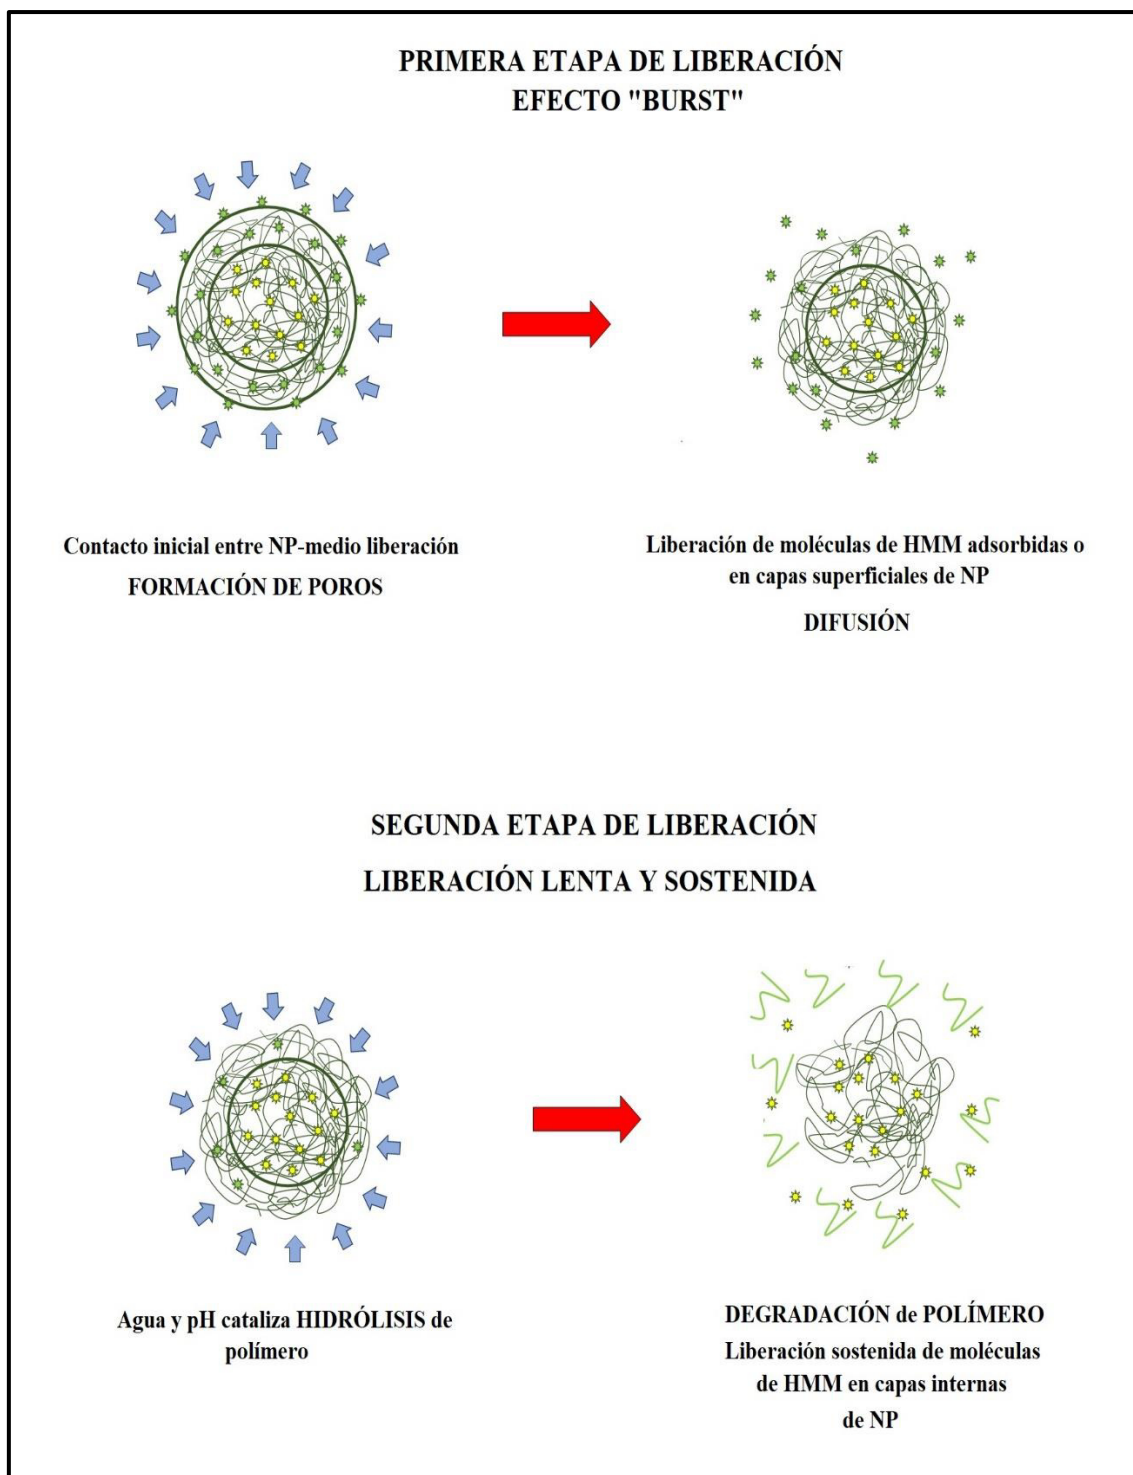 PRIMERA ETAPA DE LIBERACIÓN
EFECTO "BURST"
Contacto inicial entre NP-medio liberación
FORMACIÓN DE POROS
Liberación de moléculas de HMM adsorbidas o
en capas superficiales de NP
DIFUSIÓN
SEGUNDA ETAPA DE LIBERACIÓN
LIBERACIÓN LENTA Y SOSTENIDA
Agua y pH cataliza HIDRÓLISIS de
polímero
DEGRADACIÓN de POLÍMERO
Liberación sostenida de moléculas
de HMM en capas internas
de NP